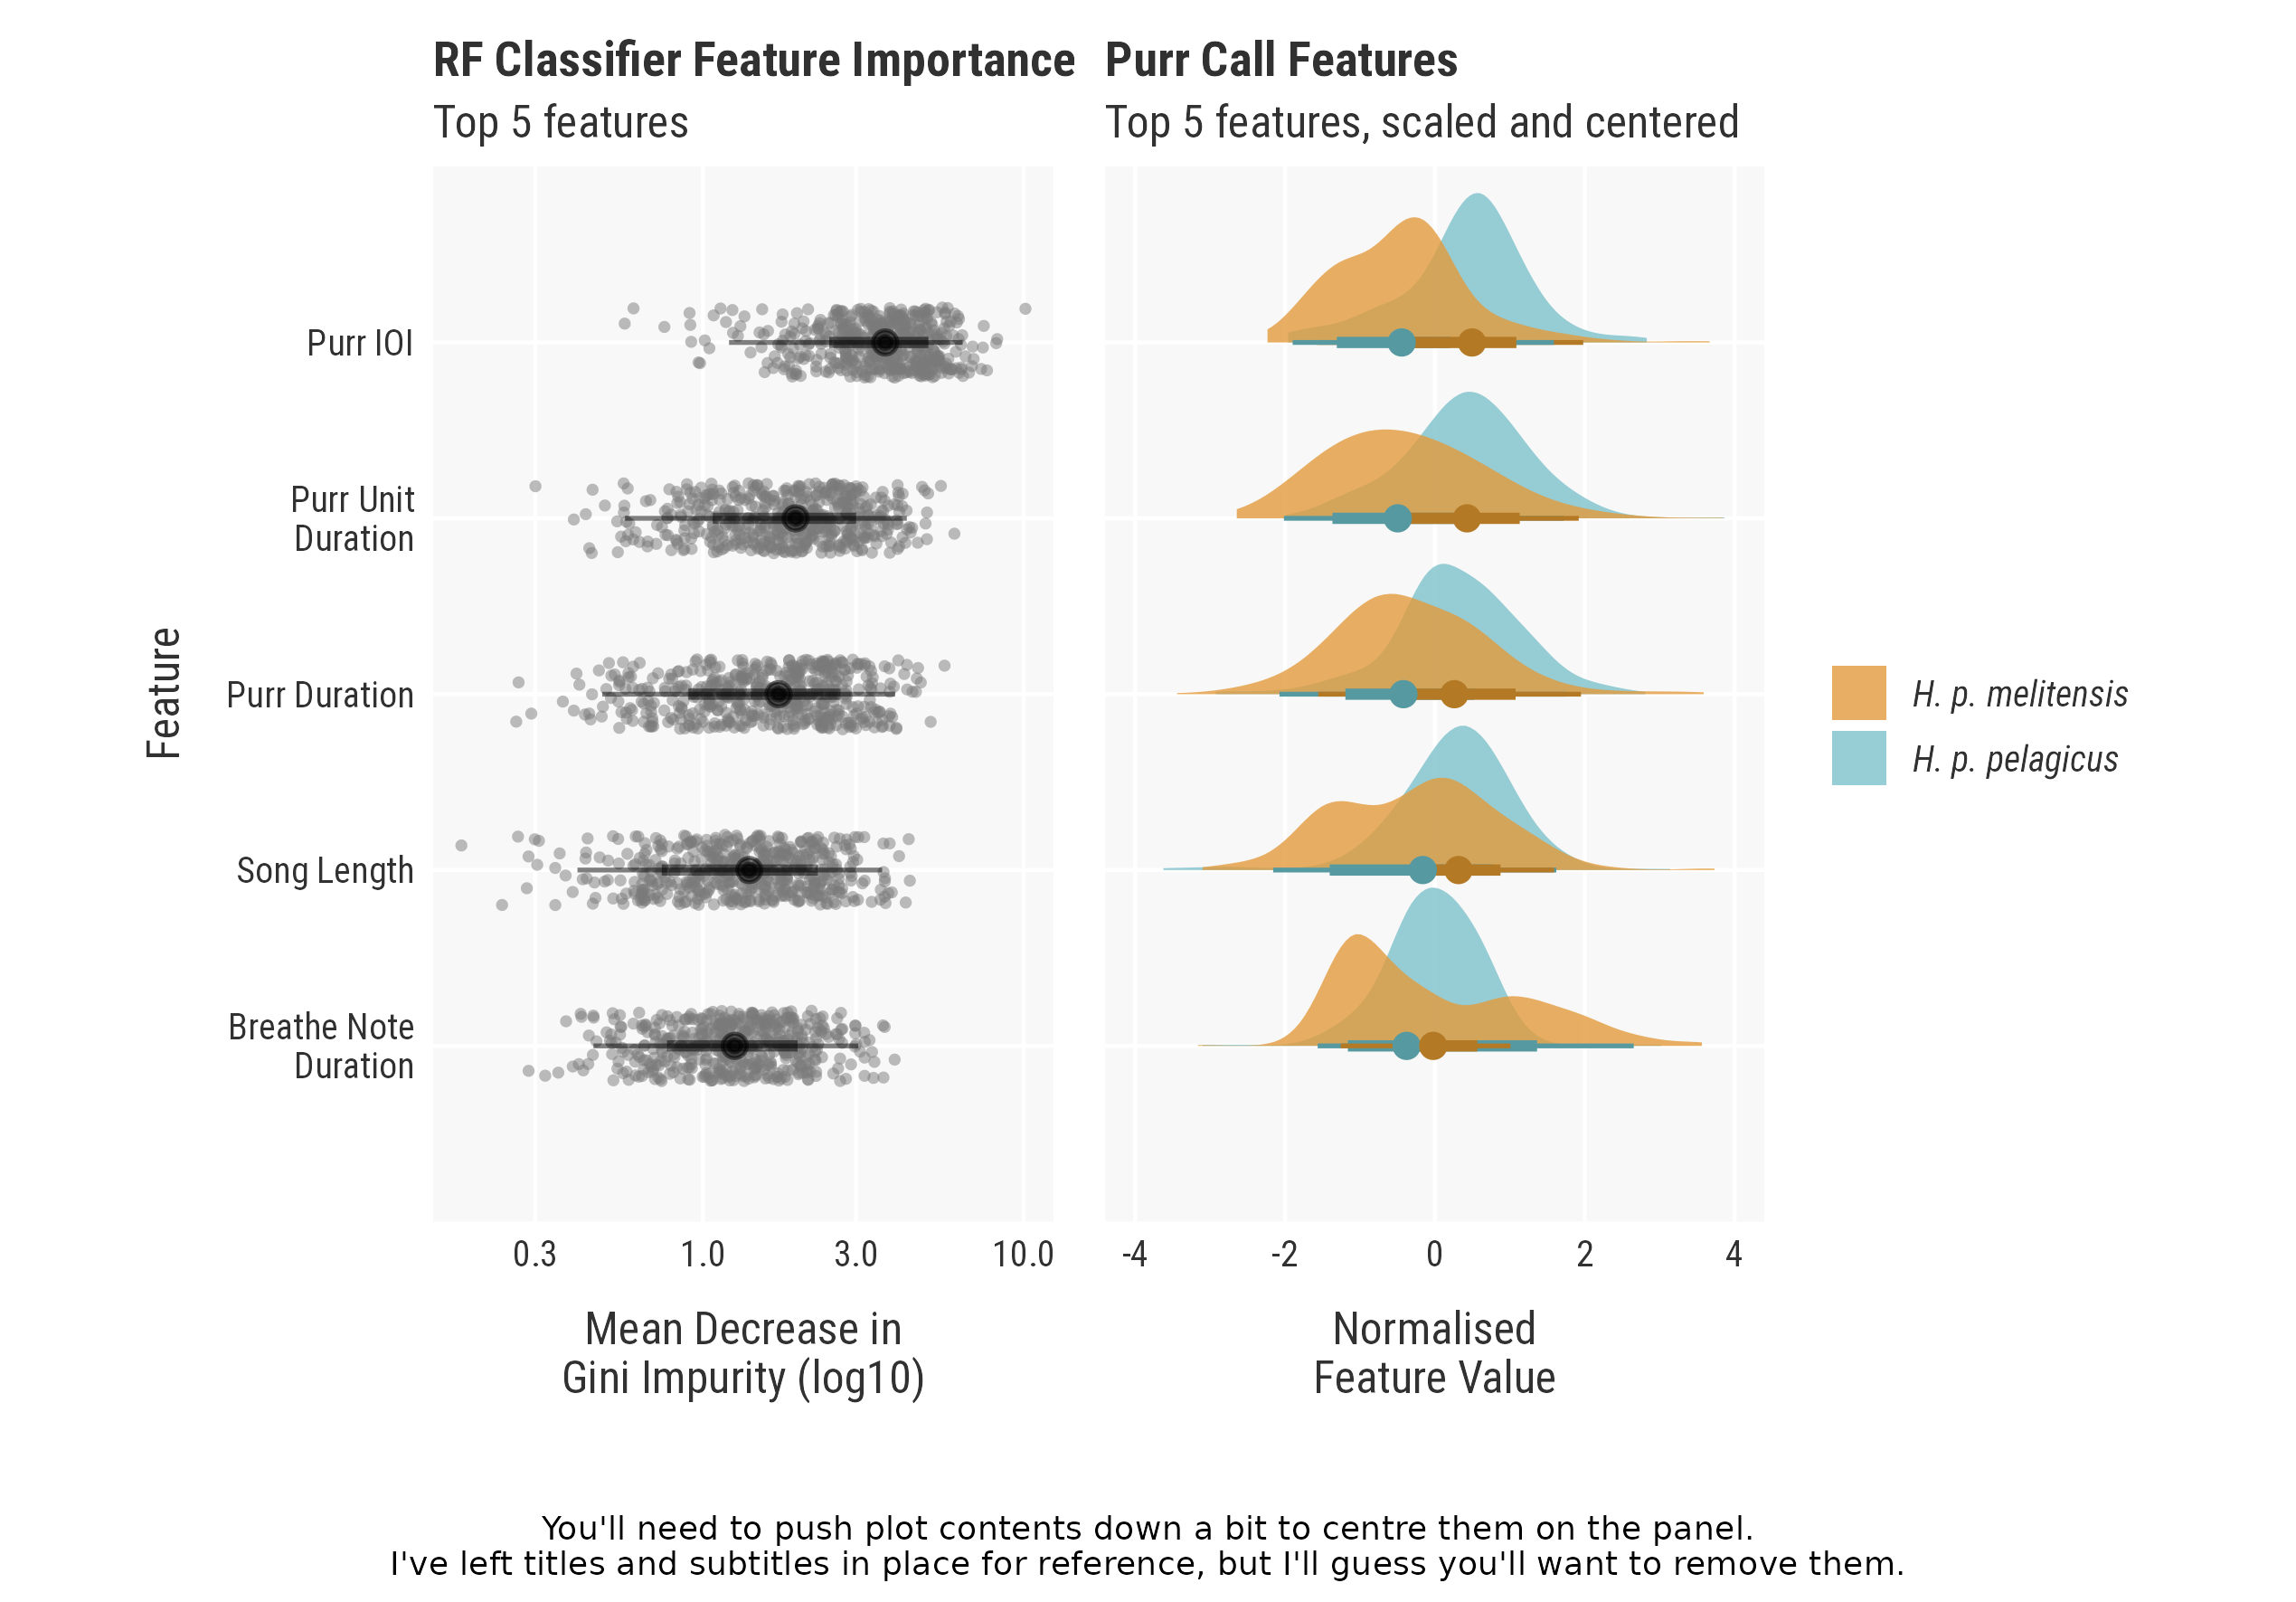 RF Classifier Feature Importance
Top 5 features
Purr Call Features
Top 5 features, scaled and centered
Feature
Purr IOI
Purr Unit
Duration
Purr Duration
Song Length
Breathe Note
Duration
0.3 1.0 3.0 10.0
-4 -2 0 2 4
Mean Decrease in
Gini Impurity (log10)
Normalised
Feature Value
H. p. melitensis
H. p. pelagicus
You'll need to push plot contents down a bit to centre them on the panel.
I've left titles and subtitles in place for reference, but I'll guess you'll want to remove them.